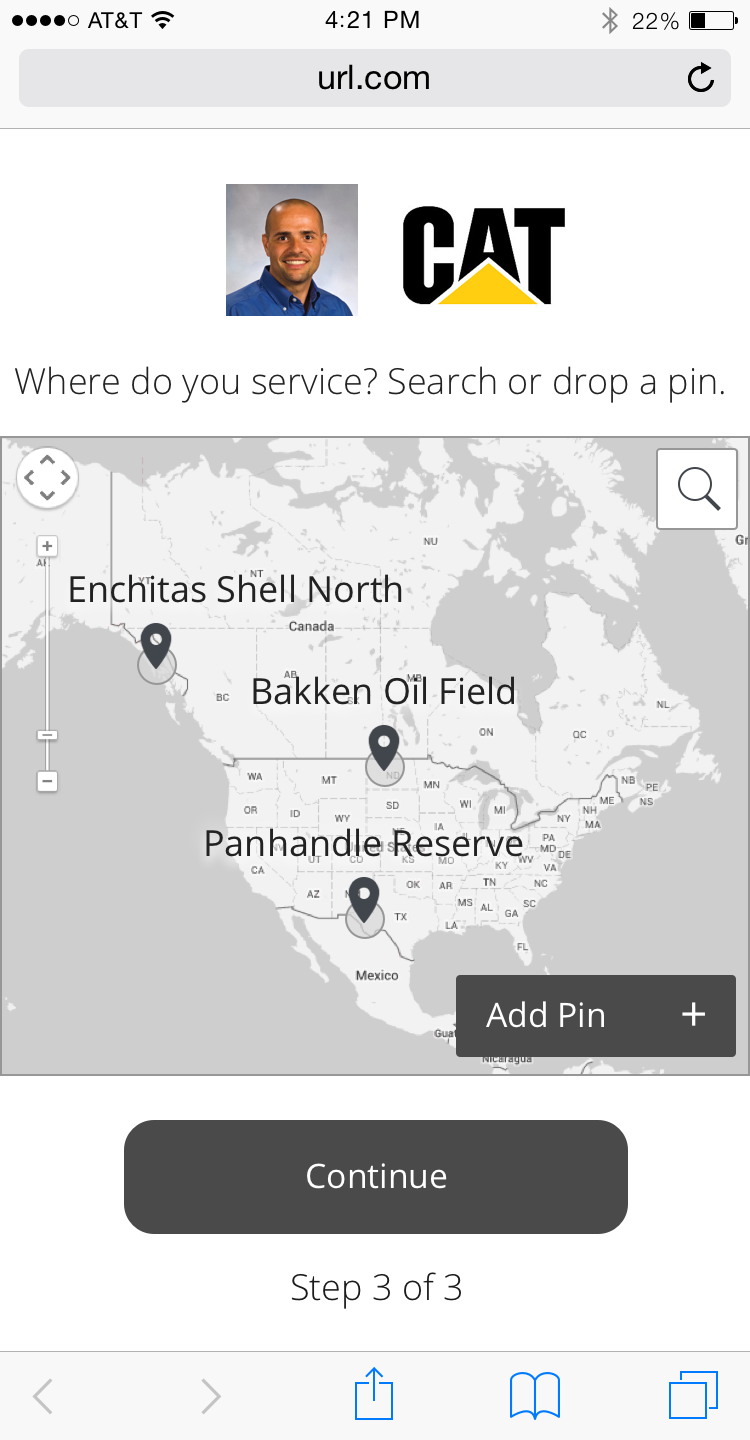 AT&T 4:21 PM 22%
url.com
CAT
Where do you service? Search or drop a pin.
NU
Gr
NT
Enchitas Shell North
Canada
AB
MB
BC
Bakken Oil Field
NL
ON
QC
WA
MT
ND
MN
NB
PE
OR
ID
WY
SD
WI
MI
ME
NS
NH
NY
MA
IA
Panhandle Reserve
PA
MD
DE
UT
CO
KS
MO
KY
WV
VA
CA
AZ
OK
AR
TN
NC
TX
MS
AL
GA
SC
LA
FL
Mexico
Add Pin +
Nicaragua
Continue
Step 3 of 3